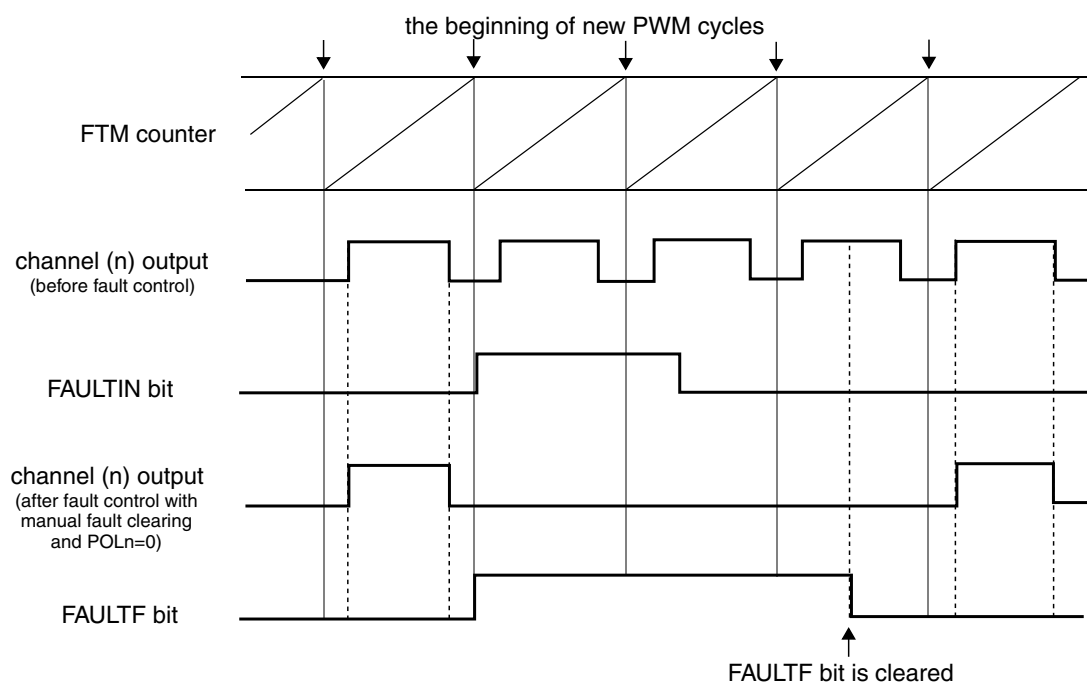 the beginning of new PWM cycles
FTM counter
channel (n) output
(before fault control)
FAULTIN bit
channel (n) output
(after fault control with
manual fault clearing
and POLn=0)
FAULTF bit
FAULTF bit is cleared